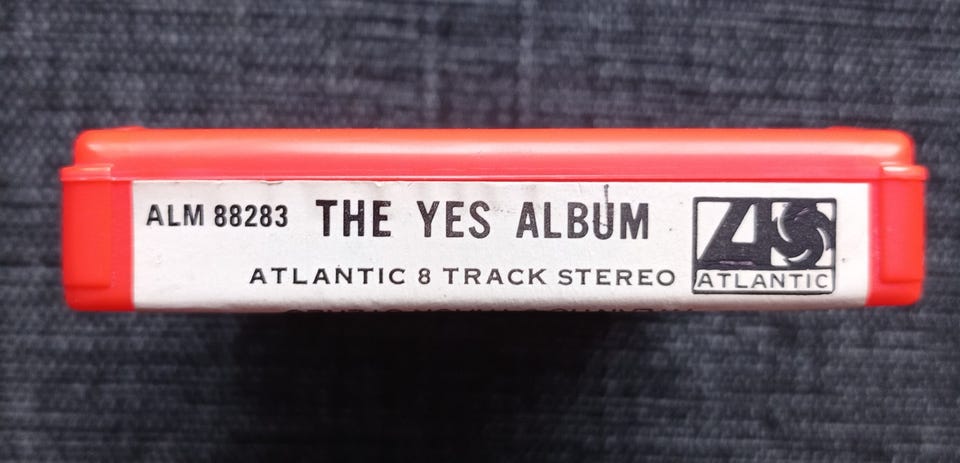 ALM 88283 THE YES ALBUM
ATLANTIC 8 TRACK STEREO
ATLANTIC